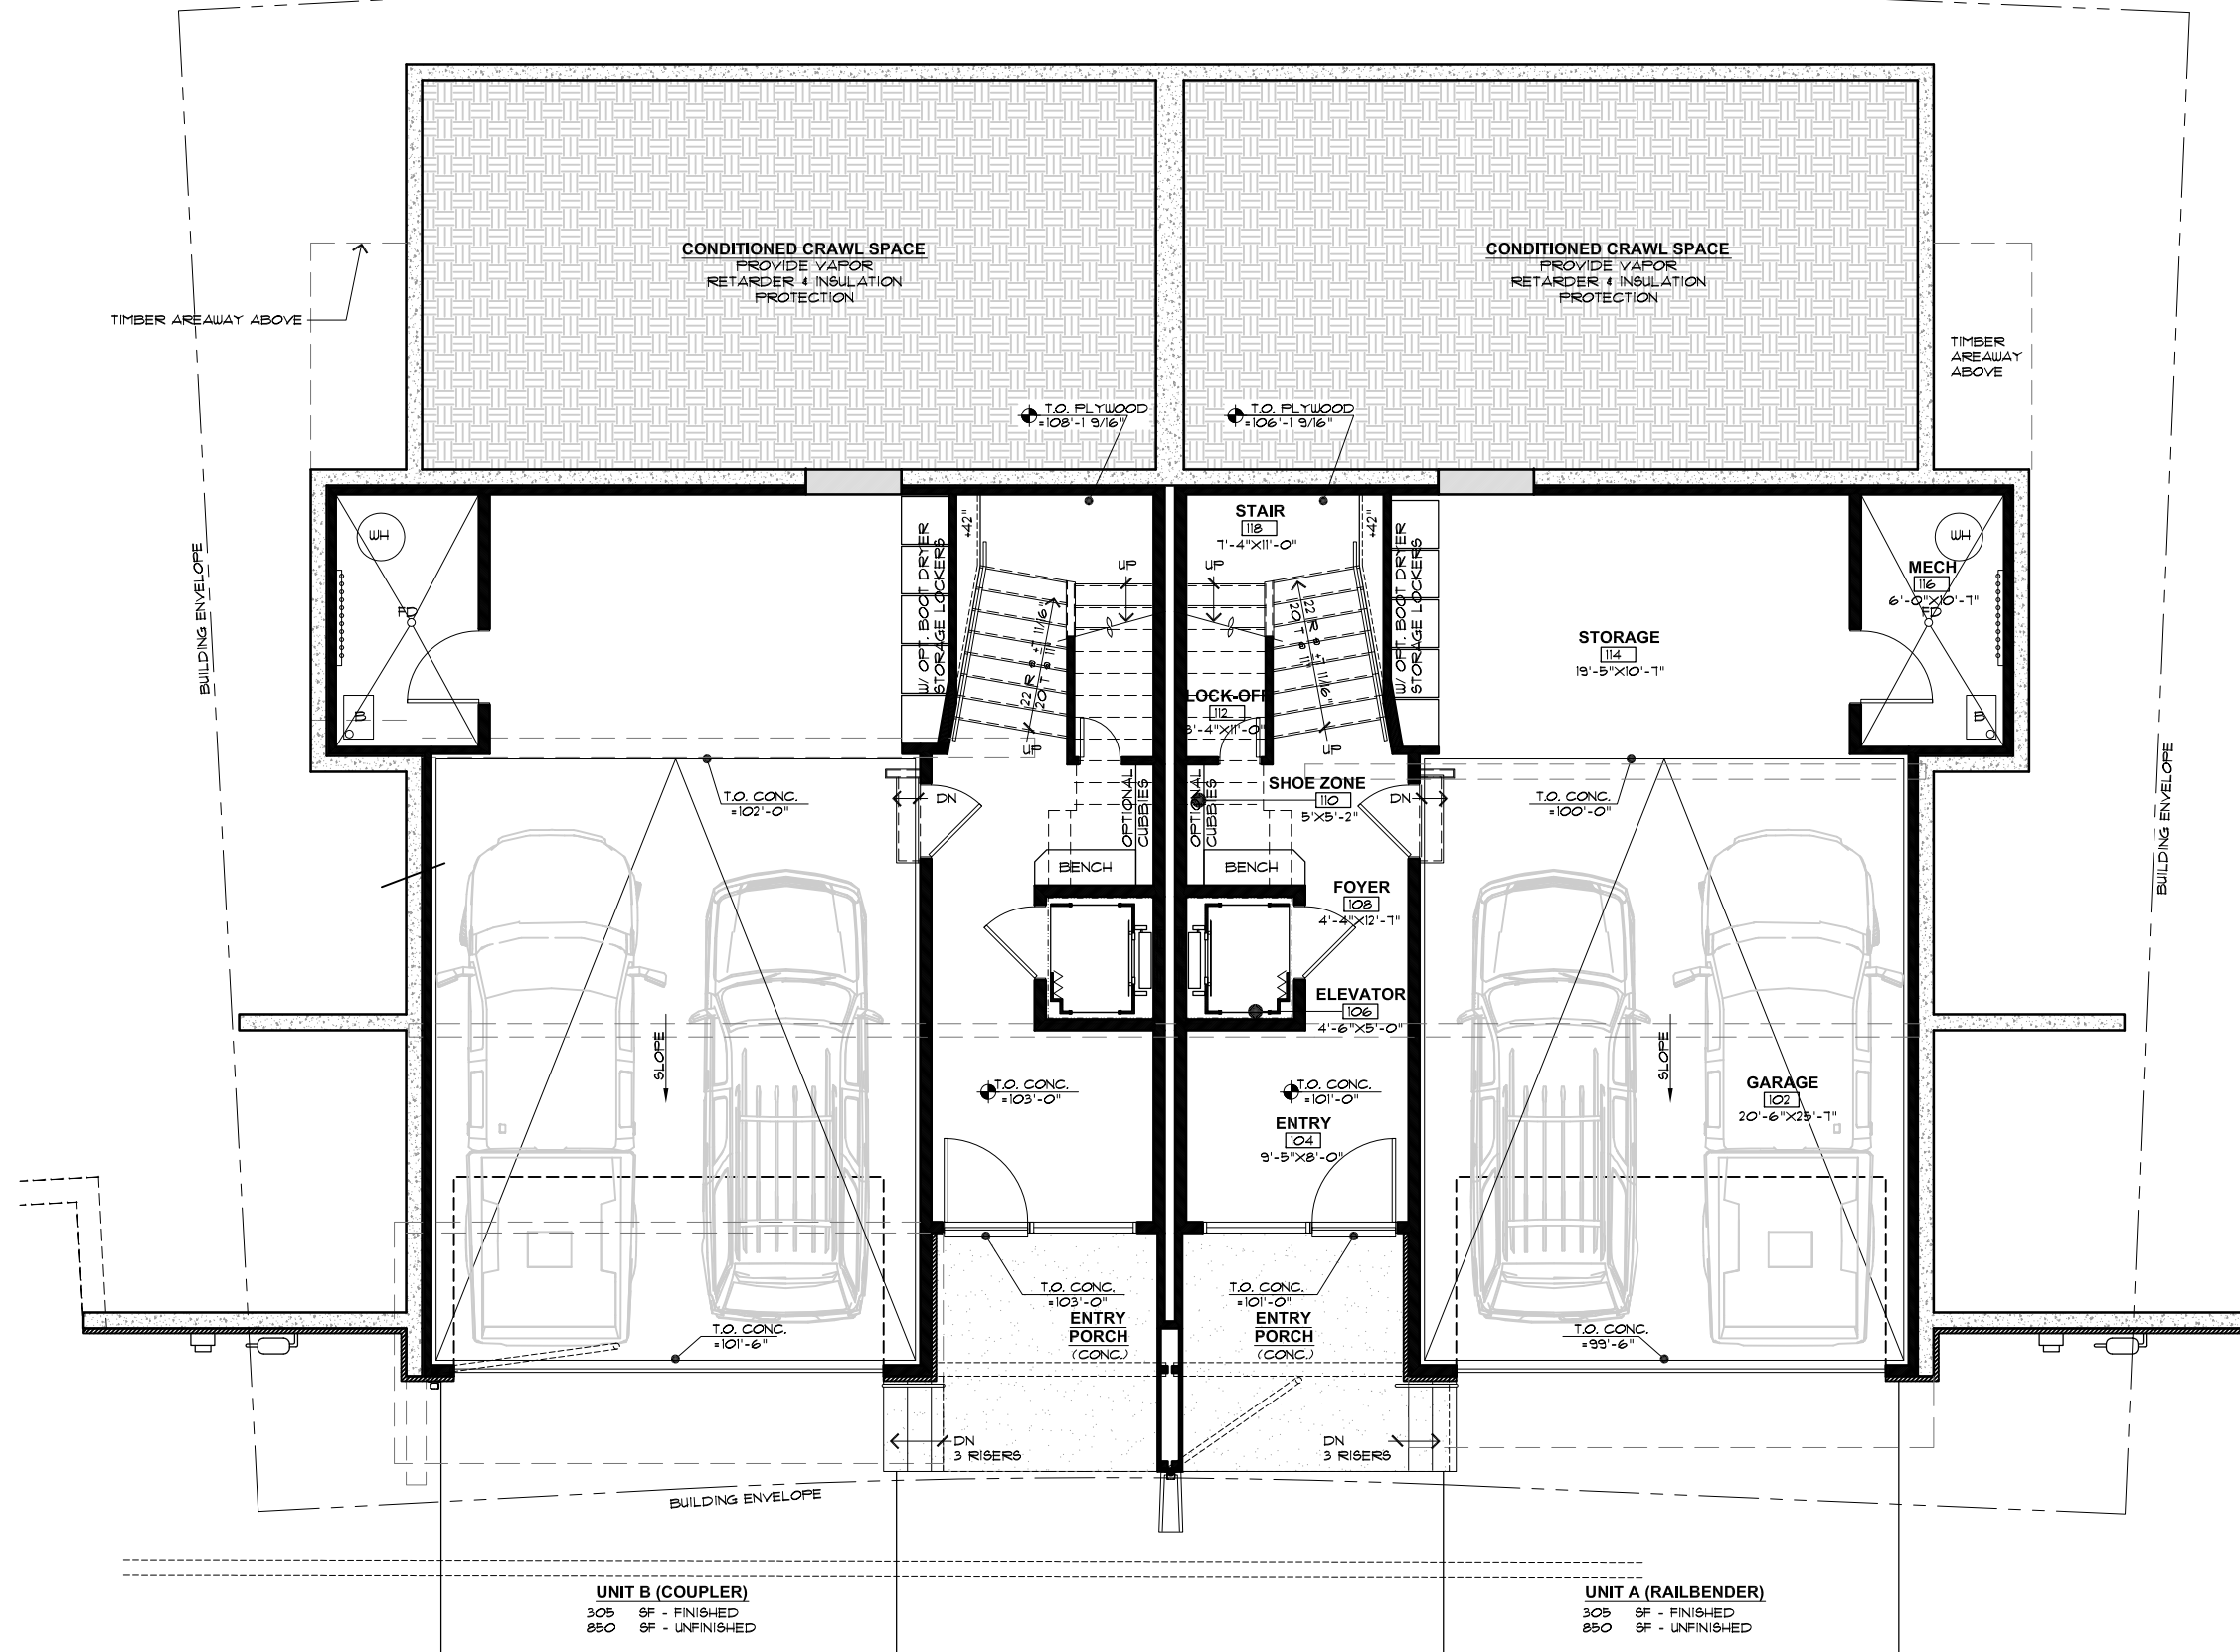 CONDITIONED CRAWL SPACE
PROVIDE VAPOR
RETARDER & INSULATION
PROTECTION
CONDITIONED CRAWL SPACE
PROVIDE VAPOR
RETARDER & INSULATION
PROTECTION
TIMBER AREAWAY ABOVE
TIMBER
AREAWAY
ABOVE
T.O. PLYWOOD
=108'-1 9/16"
T.O. PLYWOOD
=106'-1 9/16"
BUILDING ENVELOPE
WH
FD
B
W/ OPT. BOOT DRYER
STORAGE LOCKERS
+42"
UP
22 R @ ±7 11/16"
20 T @ 11"
UP
STAIR
118
7'-4"X11'-0"
+42"
UP
22 R @ ±7 11/16"
20 T @ 11"
UP
W/ OPT. BOOT DRYER
STORAGE LOCKERS
LOCK-OFF
112
3'-4"X11'-0"
STORAGE
114
19'-5"X10'-7"
WH
MECH
116
6'-0"X10'-7"
FD
B
T.O. CONC.
=102'-0"
DN
OPTIONAL
CUBBIES
OPTIONAL
CUBBIES
SHOE ZONE
110
5'X5'-2"
DN
T.O. CONC.
=100'-0"
BUILDING ENVELOPE
BENCH
BENCH
FOYER
108
4'-4"X12'-7"
ELEVATOR
106
4'-6"X5'-0"
SLOPE
SLOPE
T.O. CONC.
=103'-0"
T.O. CONC.
=101'-0"
GARAGE
102
20'-6"X25'-7"
ENTRY
104
9'-5"X8'-0"
T.O. CONC.
=103'-0"
ENTRY
PORCH
(CONC.)
T.O. CONC.
=101'-0"
ENTRY
PORCH
(CONC.)
T.O. CONC.
=101'-6"
T.O. CONC.
=99'-6"
DN
3 RISERS
DN
3 RISERS
BUILDING ENVELOPE
UNIT B (COUPLER)
305 SF - FINISHED
850 SF - UNFINISHED
UNIT A (RAILBENDER)
305 SF - FINISHED
850 SF - UNFINISHED